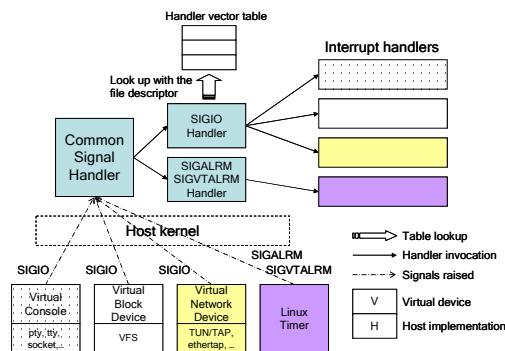 Handler vector table
Interrupt handlers
Look up with the
file descriptor
SIGIO
Handler
Common
Signal
Handler
SIGALRM
SIGVTALRM
Handler
Host kernel
SIGIO
SIGIO
SIGIO
SIGALRM
SIGVTALRM
Virtual
Console
pty, tty,
socket,..
Virtual
Block
Device
VFS
Virtual
Network
Device
TUN/TAP,
ethertap, ..
Linux
Timer
Table lookup
Handler invocation
Signals raised
V
Virtual device
H
Host implementation